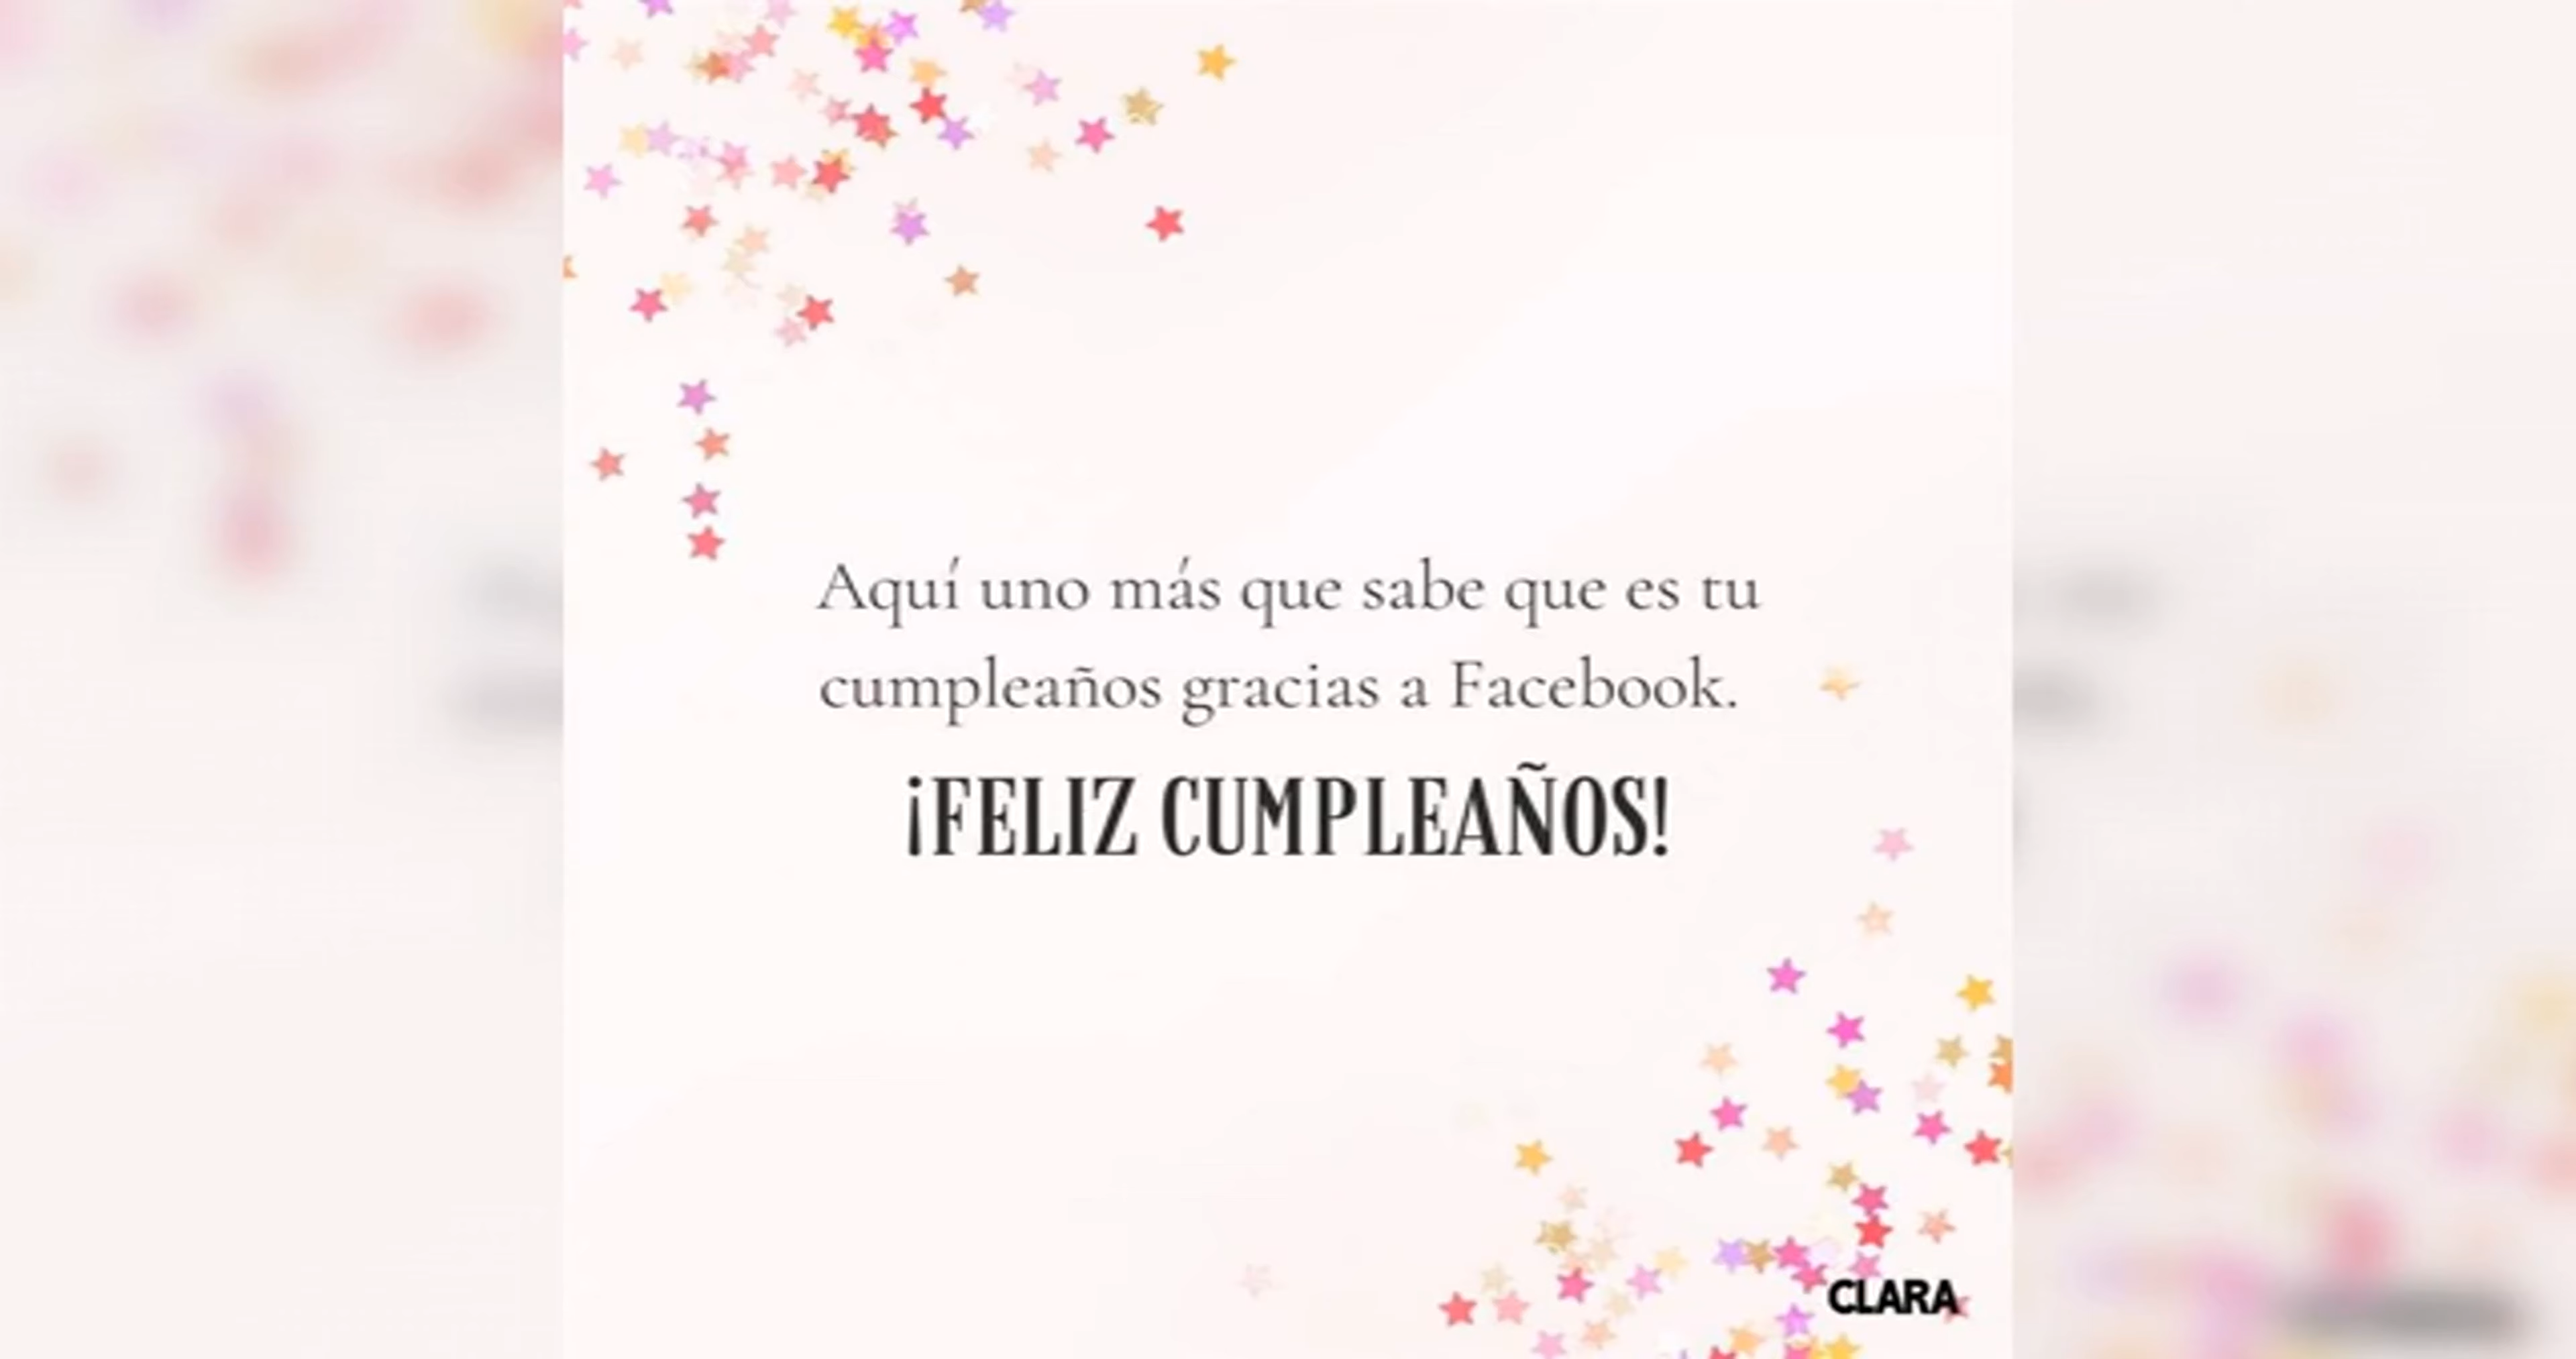 Aquí uno más que sabe que es tu
cumpleaños gracias a Facebook.
¡FELIZ CUMPLEAÑOS!
CLARA